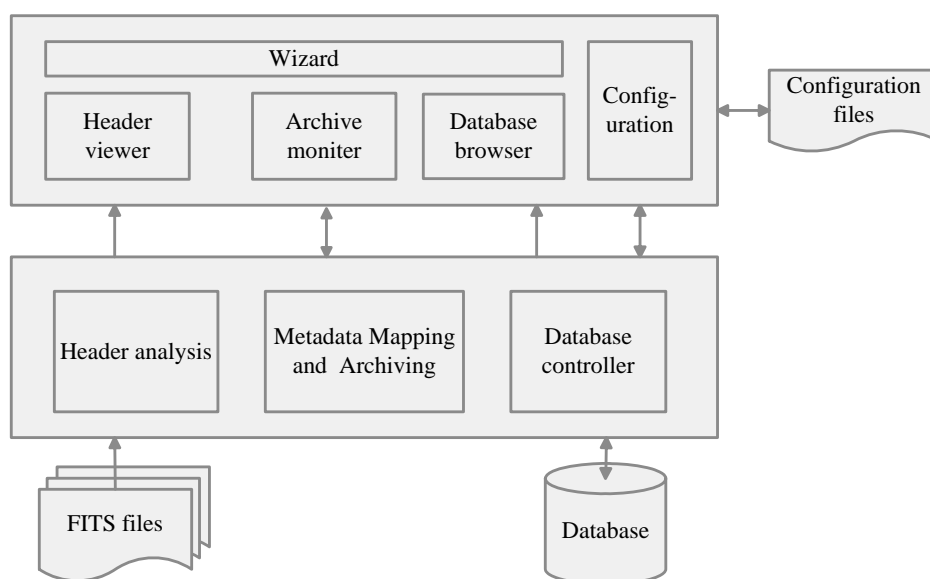 Wizard
Header
viewer
Archive
moniter
Database
browser
Config-
uration
Configuration
files
Header analysis
Metadata Mapping
and Archiving
Database
controller
FITS files
Database